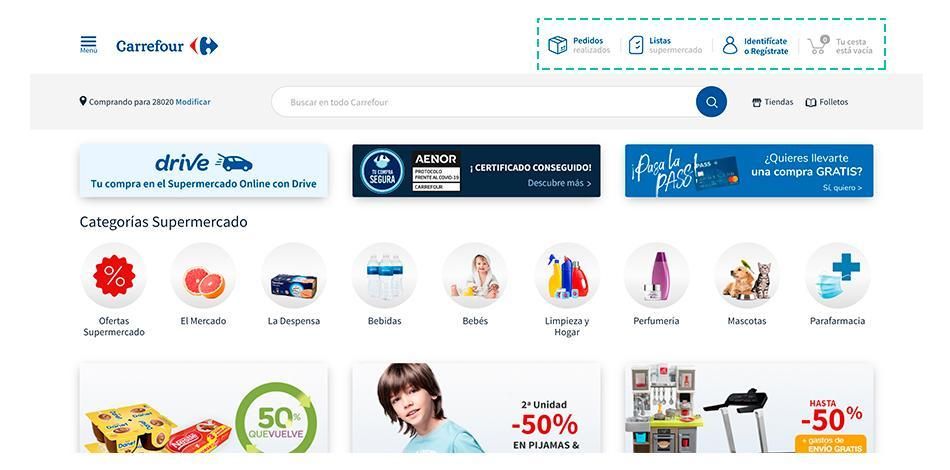 Menú
Carrefour
Pedidos
realizados
Listas
supermercado
Identifícate
o Regístrate
0
Tu cesta
está vacía
Comprando para 28020 Modificar
Buscar en todo Carrefour
Tiendas
Folletos
drive
Tu compra en el Supermercado Online con Drive
TU COMPRA
SEGURA
AENOR
PROTOCOLO
FRENTE AL COVID-19
CARREFOUR
¡ CERTIFICADO CONSEGUIDO!
Descubre más >
¡Pasa la
PASS!
PASS
¿Quieres llevarte
una compra GRATIS?
Sí, quiero >
Categorías Supermercado
%
Ofertas
Supermercado
El Mercado
La Despensa
Bebidas
Bebés
Limpieza y
Hogar
Perfumería
Mascotas
Parafarmacia
Danet
Nestlé
50%
QUEVUELVE
2ª Unidad
-50%
EN PIJAMAS &
HASTA
-50%
+ gastos de
ENVÍO GRATIS